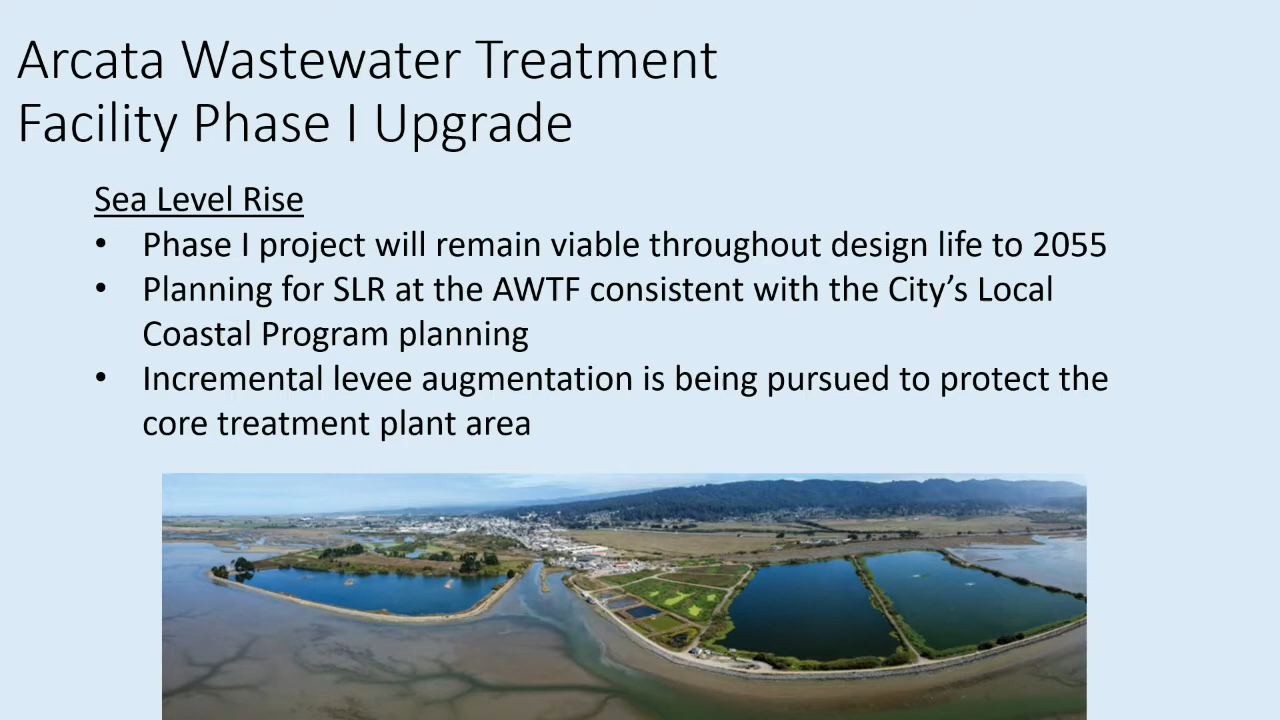 Arcata Wastewater Treatment
Facility Phase I Upgrade
Sea Level Rise
• Phase I project will remain viable throughout design life to 2055
• Planning for SLR at the AWTF consistent with the City’s Local
Coastal Program planning
• Incremental levee augmentation is being pursued to protect the
core treatment plant area